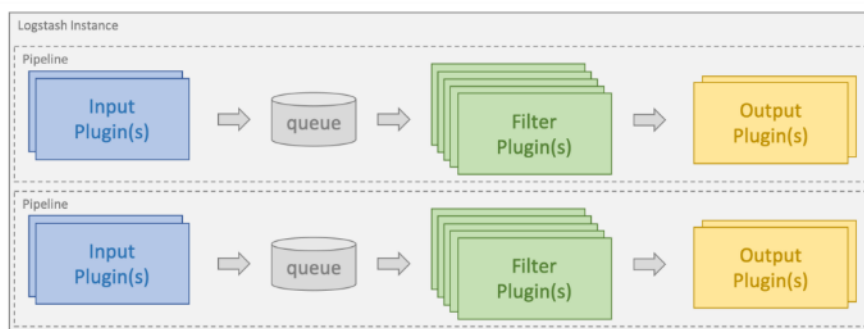 Logstash Instance
Pipeline
Input
Plugin(s)
queue
Filter
Plugin(s)
Output
Plugin(s)
Pipeline
Input
Plugin(s)
queue
Filter
Plugin(s)
Output
Plugin(s)